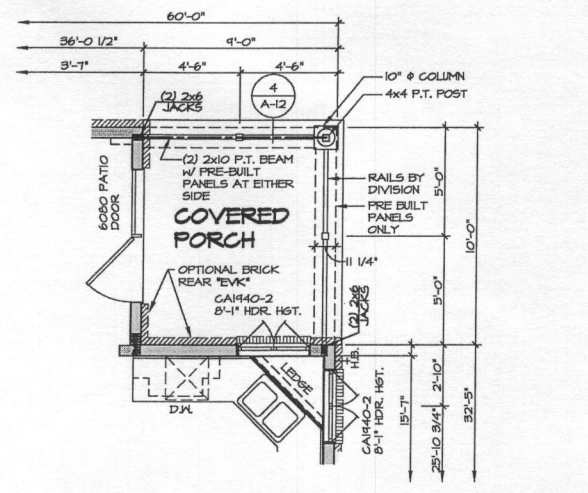 60'-0"
36'-0 1/2"
9'-0"
3'-7"
4'-6"
4'-6"
(2) 2x6
JACKS
4
A-12
10" Φ COLUMN
4x4 P.T. POST
(2) 2x10 P.T. BEAM
W/ PRE-BUILT
PANELS AT EITHER
SIDE
6080 PATIO
DOOR
RAILS BY
DIVISION
PRE BUILT
PANELS
ONLY
5'-0"
10'-0"
COVERED
PORCH
11 1/4"
OPTIONAL BRICK
REAR "EVK"
CA1940-2
8'-1" HDR. HGT.
(2) 2x6
JACKS
5'-0"
H.B.
LEDGE
D.W.
CA1940-2
8'-1" HDR. HGT.
15'-7"
2'-10"
25'-10 3/4"
32'-5"